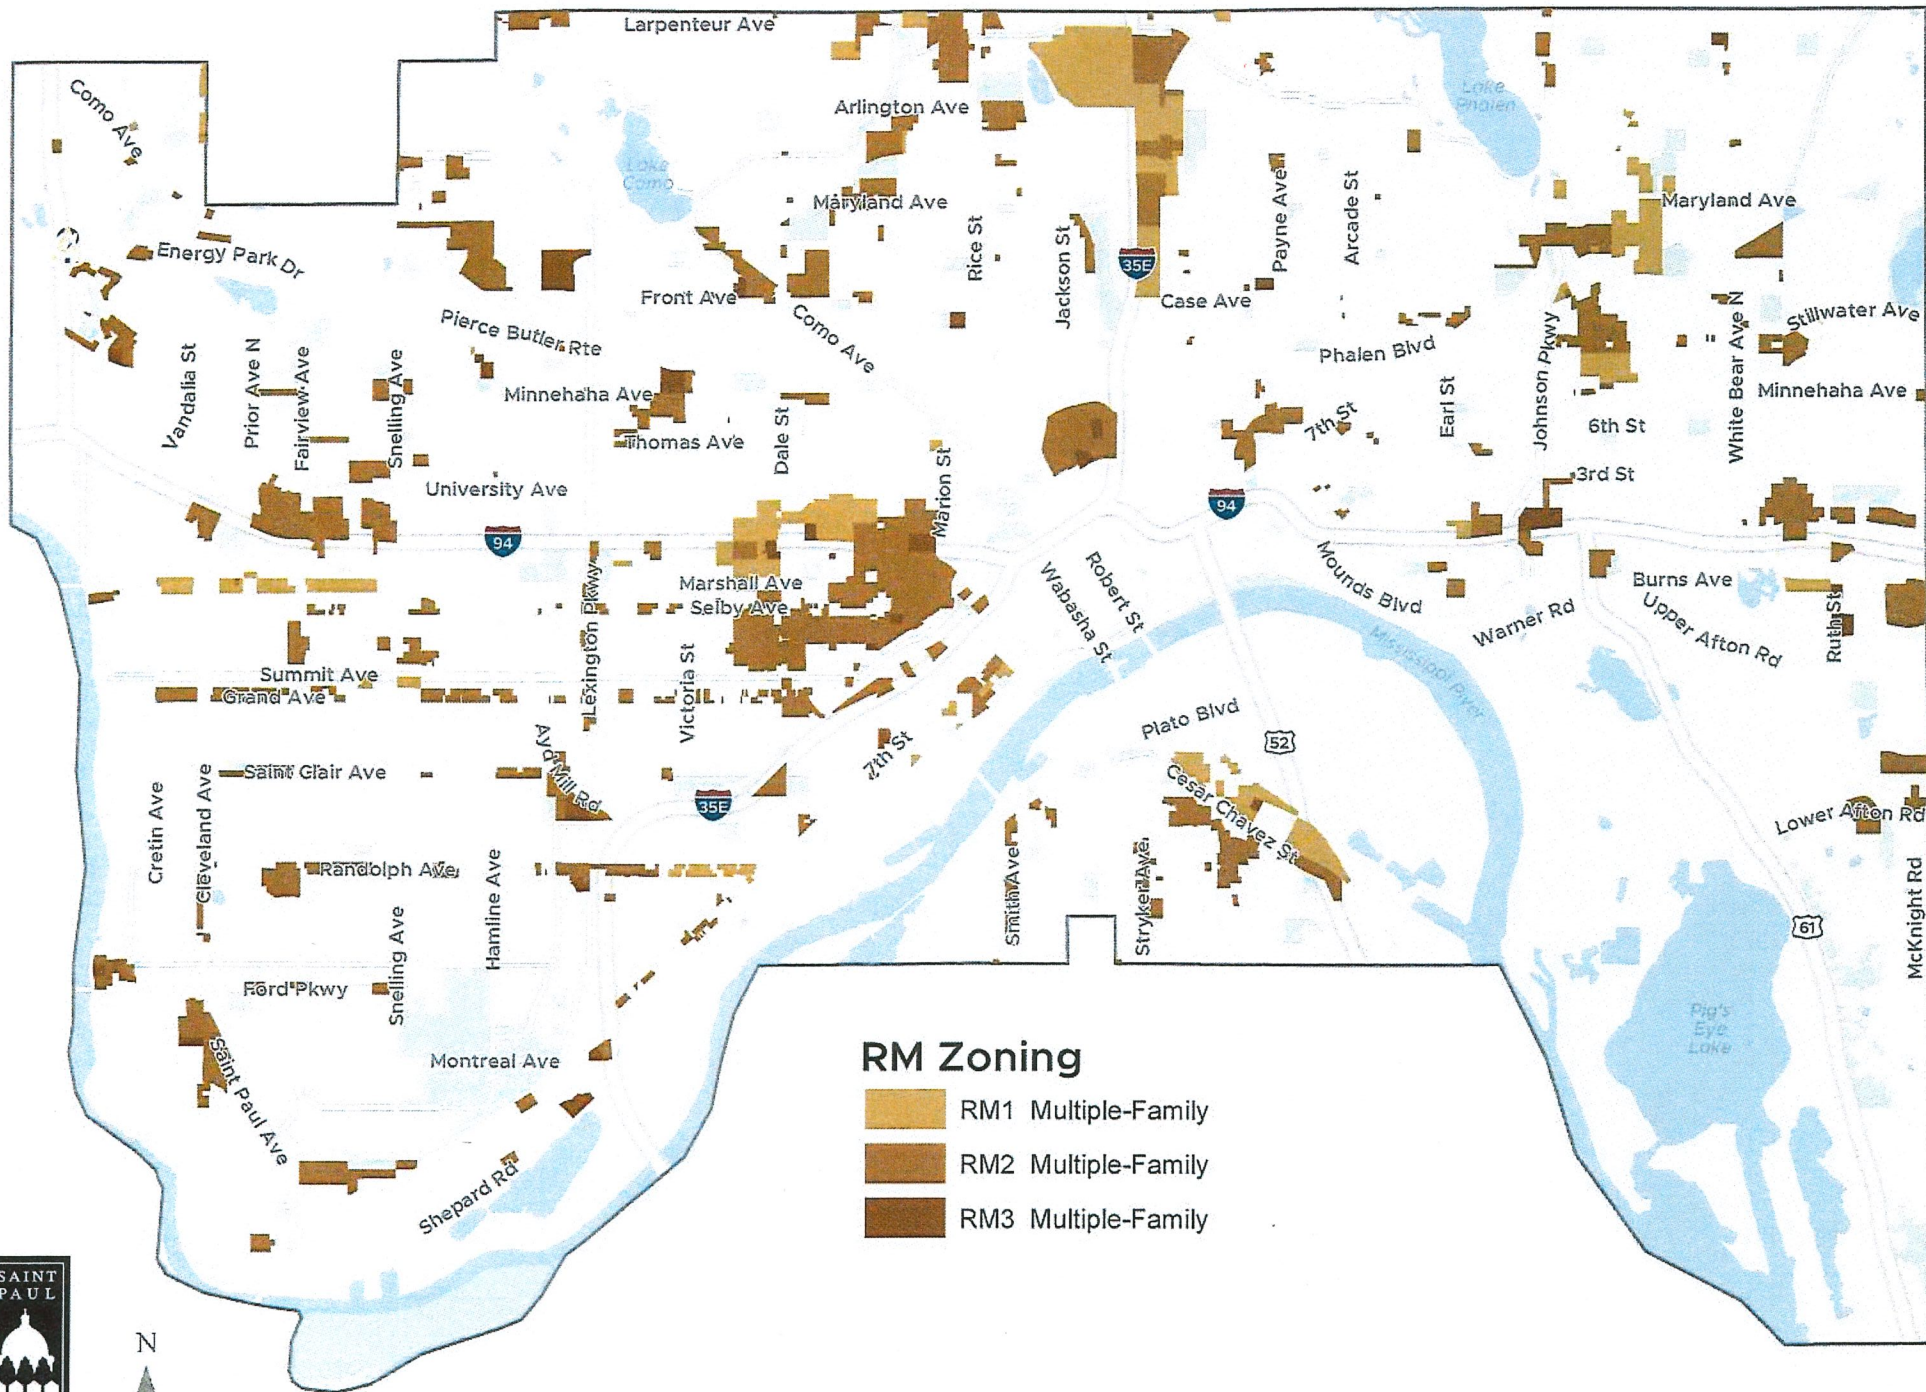 Larpenteur Ave
Como Ave
Arlington Ave
Lake
Phalen
Lake
Como
Maryland Ave
Maryland Ave
Energy Park Dr
Rice St
Jackson St
35E
Payne Ave
Arcade St
Front Ave
Como Ave
Case Ave
Pierce Butler Rte
Phalen Blvd
Johnson Pkwy
White Bear Ave N
Stillwater Ave
Vandalia St
Prior Ave N
Fairview Ave
Snelling Ave
Minnehaha Ave
Minnehaha Ave
Thomas Ave
Dale St
7th St
Earl St
6th St
3rd St
University Ave
Marion St
94
94
Marshall Ave
Selby Ave
Lexington Pkwy
Victoria St
Robert St
Wabasha St
Mounds Blvd
Burns Ave
Warner Rd
Upper Afton Rd
Ruth St
Summit Ave
Grand Ave
Mississippi River
Plato Blvd
52
7th St
Ayd Mill Rd
Saint Clair Ave
35E
Cesar Chavez St
Lower Afton Rd
Cretin Ave
Cleveland Ave
Randolph Ave
Hamline Ave
Smith Ave
Stryker Ave
McKnight Rd
61
Ford Pkwy
Snelling Ave
Pig's
Eye
Lake
Saint Paul Ave
Montreal Ave
Shepard Rd
RM Zoning
RM1 Multiple-Family
RM2 Multiple-Family
RM3 Multiple-Family
SAINT
PAUL
N